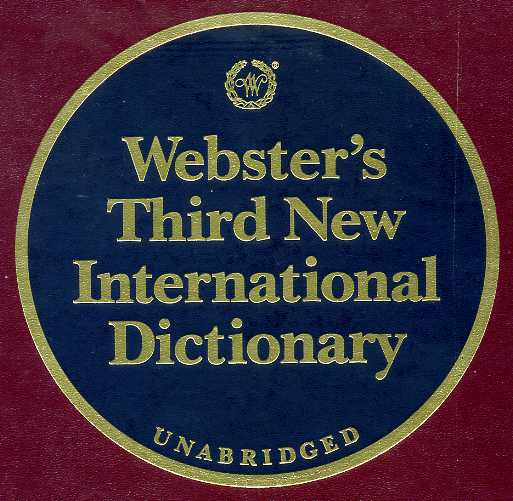 Webster's
Third New
International
Dictionary
UNABRIDGED